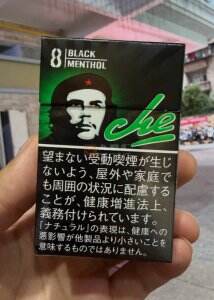 8 BLACK
MENTHOL
che
望まない受動喫煙が生じ
ないよう、屋外や家庭で
も周囲の状況に配慮する
ことが、健康増進法上、
義務付けられています。
「ナチュラル」の表現は、健康への
悪影響が他製品より小さいことを
意味するものではありません。